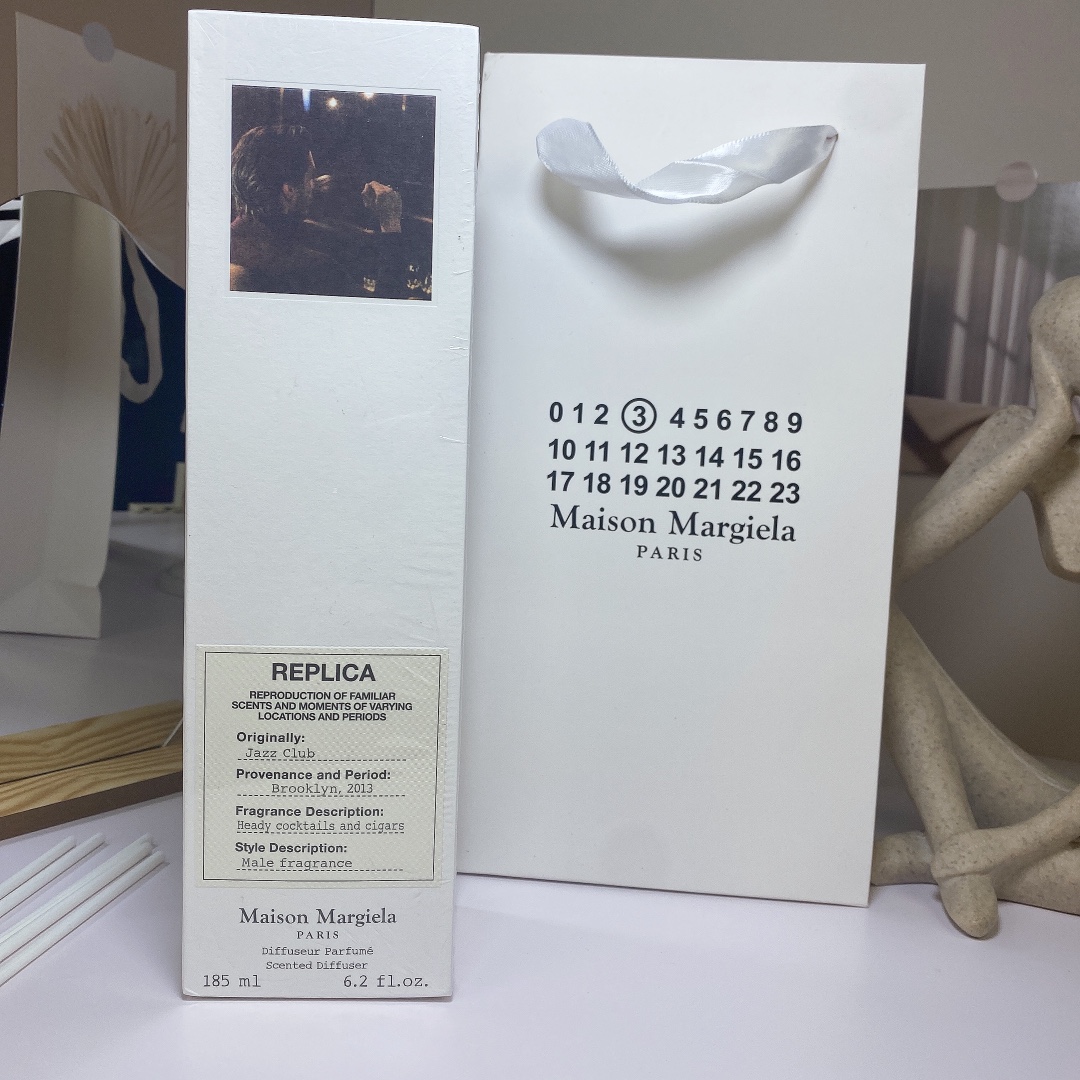 REPLICA
REPRODUCTION OF FAMILIAR
SCENTS AND MOMENTS OF VARYING
LOCATIONS AND PERIODS
Originally:
Jazz Club
Provenance and Period:
Brooklyn, 2013
Fragrance Description:
Heady cocktails and cigars
Style Description:
Male fragrance
Maison Margiela
PARIS
Diffuseur Parfumé
Scented Diffuser
185 ml 6.2 fl.oz.
0 1 2 3 4 5 6 7 8 9
10 11 12 13 14 15 16
17 18 19 20 21 22 23
Maison Margiela
PARIS